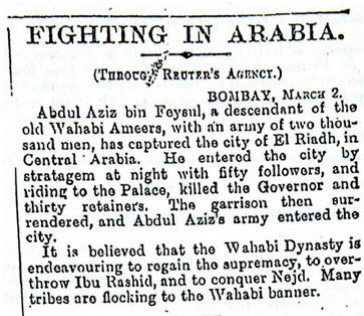 FIGHTING IN ARABIA.
(THROUGH REUTER'S AGENCY.)
BOMBAY, MARCH 2.
Abdul Aziz bin Feysul, a descendant of the
old Wahabi Ameers, with an army of two thou-
sand men, has captured the city of El Riadh, in
Central Arabia. He entered the city by
stratagem at night with fifty followers, and
riding to the Palace, killed the Governor and
thirty retainers. The garrison then sur-
rendered, and Abdul Aziz's army entered the
city.
It is believed that the Wahabi Dynasty is
endeavouring to regain the supremacy, to over-
throw Ibu Rashid, and to conquer Nejd. Many
tribes are flocking to the Wahabi banner.